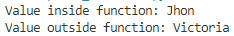 Value inside function: Jhon
Value outside function: Victoria